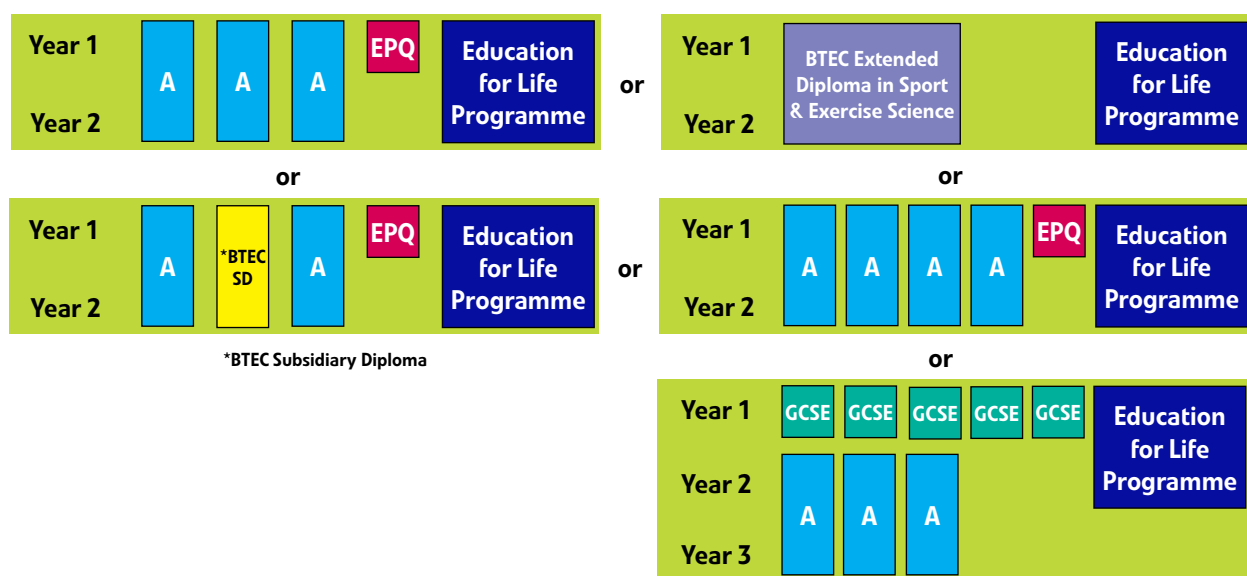 Year 1
Year 2
A
A
A
EPQ
Education
for Life
Programme
or
Year 1
Year 2
BTEC Extended
Diploma in Sport
& Exercise Science
Education
for Life
Programme
or
or
Year 1
Year 2
A
*BTEC
SD
A
EPQ
Education
for Life
Programme
or
Year 1
Year 2
A
A
A
A
EPQ
Education
for Life
Programme
*BTEC Subsidiary Diploma
or
Year 1
GCSE
GCSE
GCSE
GCSE
GCSE
Year 2
Year 3
A
A
A
Education
for Life
Programme